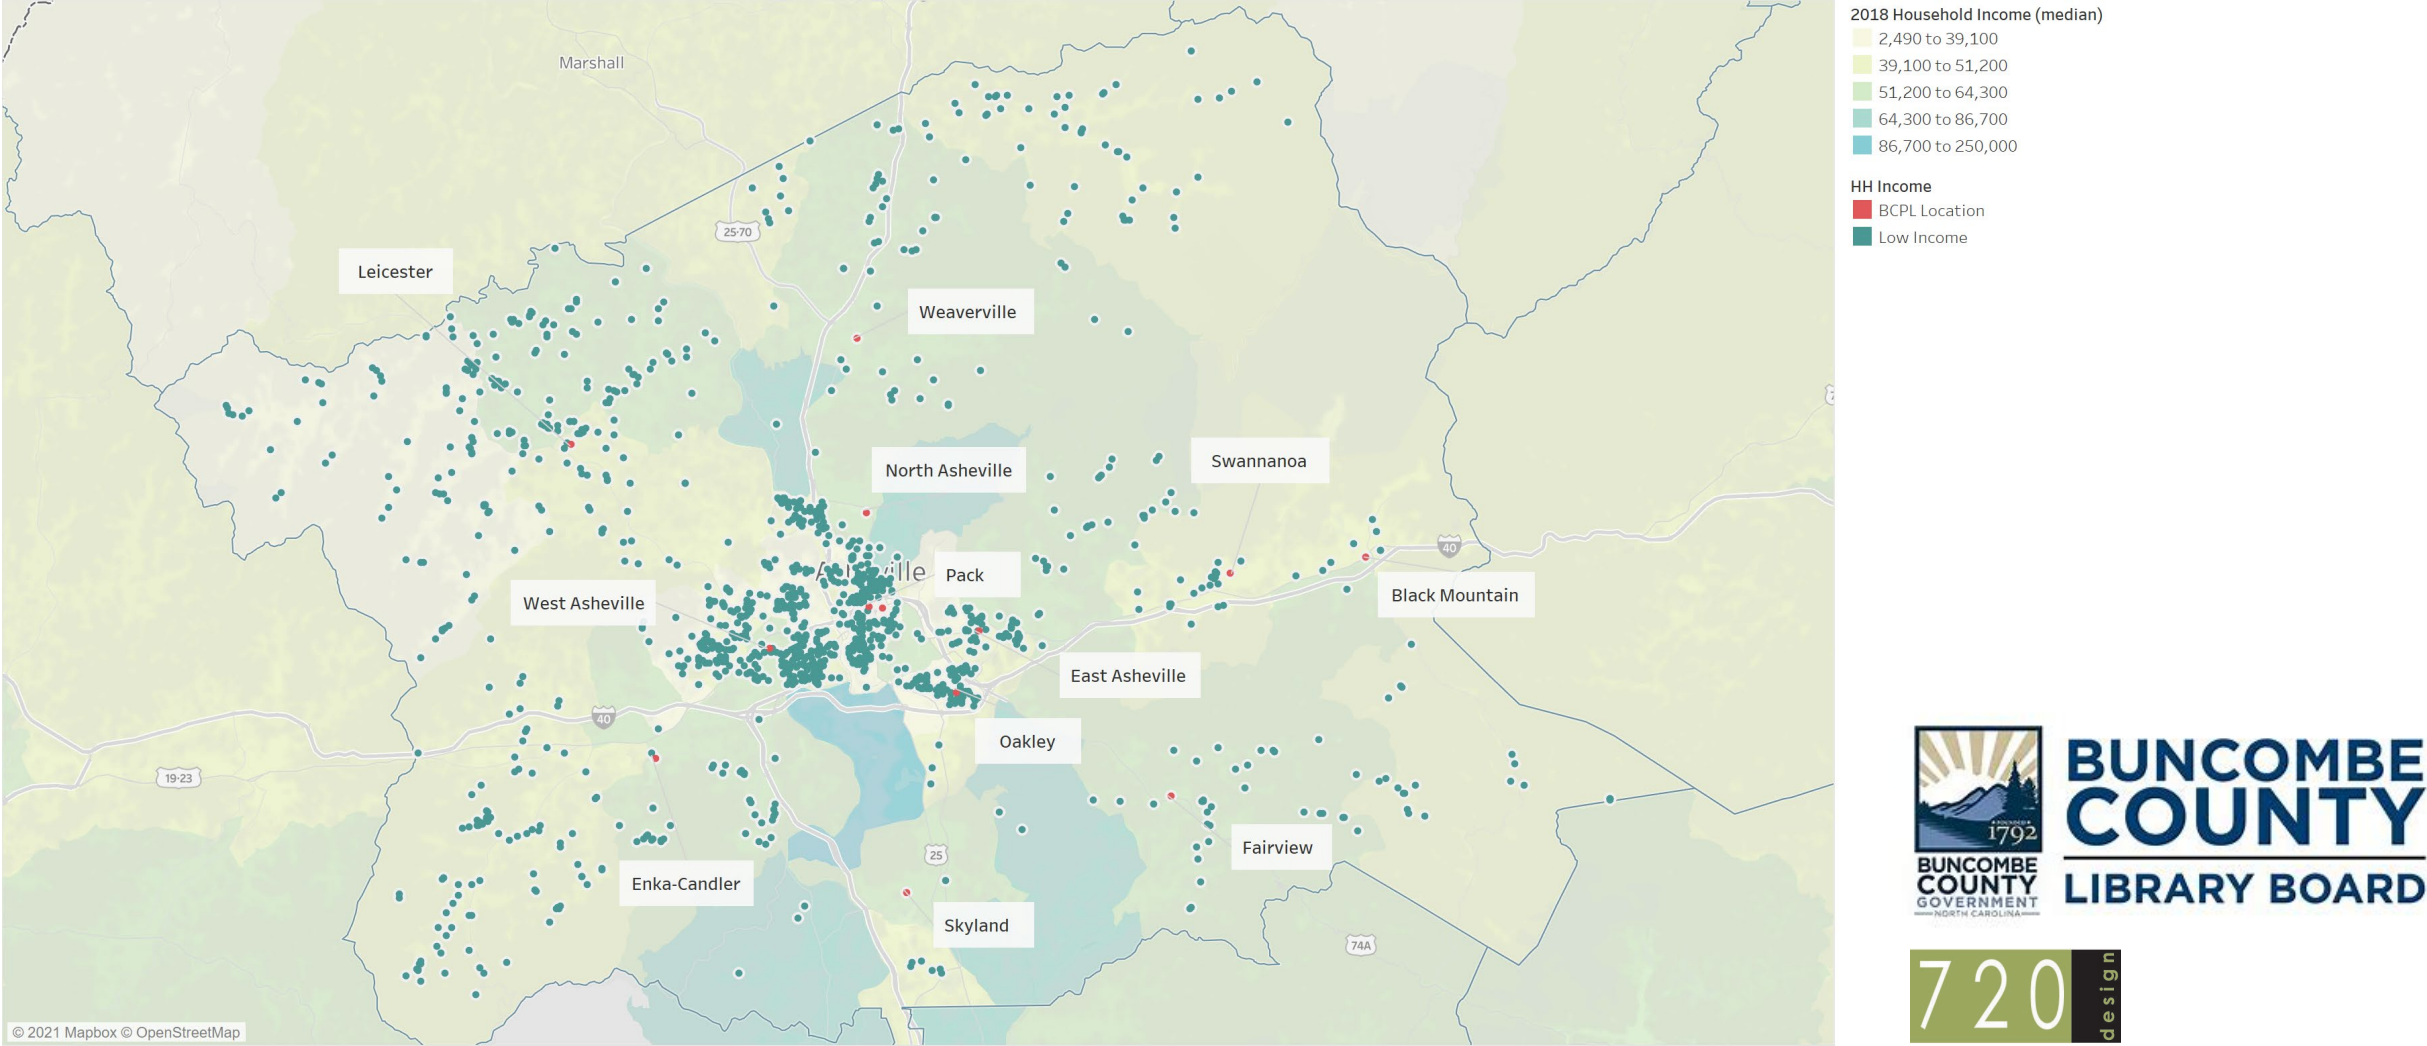 Marshall
25-70
Leicester
Weaverville
North Asheville
Swannanoa
40
Pack
West Asheville
Black Mountain
East Asheville
40
Oakley
19-23
Fairview
25
Enka-Candler
Skyland
74A
© 2021 Mapbox © OpenStreetMap
2018 Household Income (median)
2,490 to 39,100
39,100 to 51,200
51,200 to 64,300
64,300 to 86,700
86,700 to 250,000
HH Income
BCPL Location
Low Income
FOUNDED
1792
BUNCOMBE
COUNTY
GOVERNMENT
NORTH CAROLINA
BUNCOMBE
COUNTY
LIBRARY BOARD
720
design